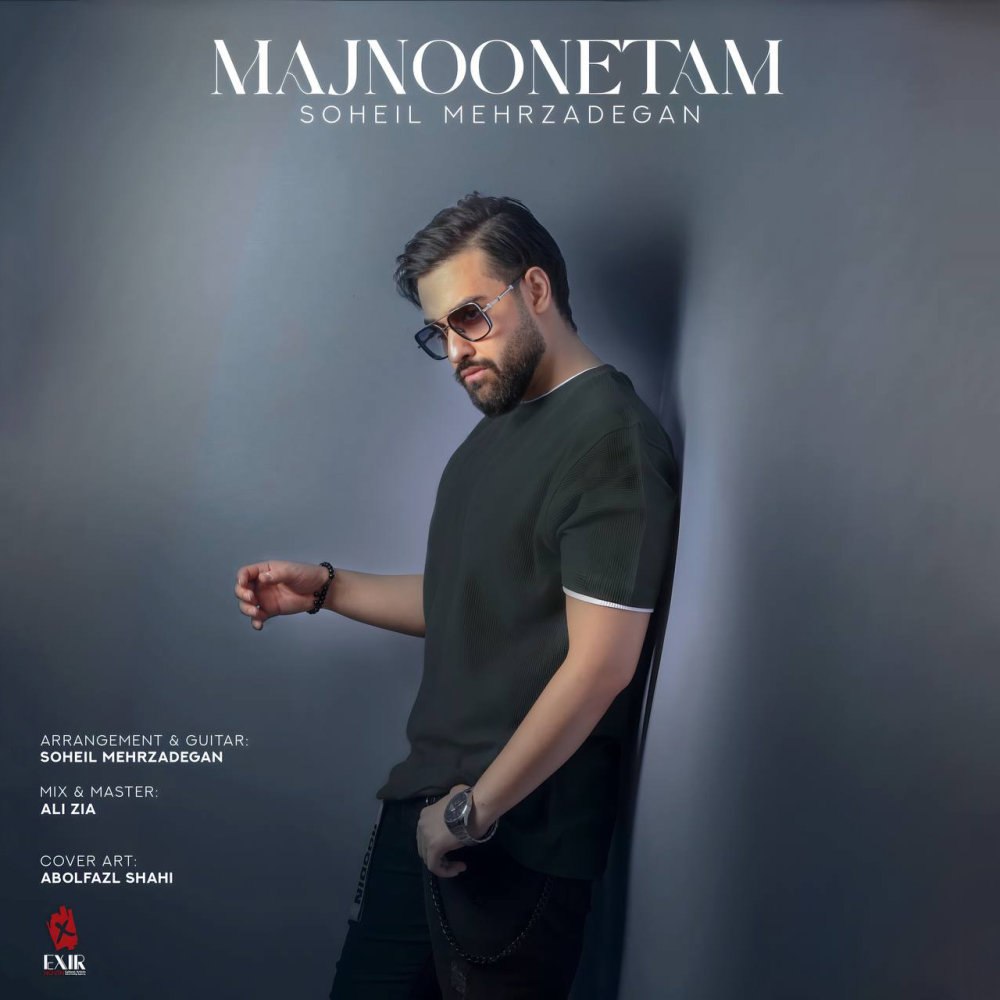 MAJNOONETAM
SOHEIL MEHRZADEGAN
ARRANGEMENT & GUITAR:
SOHEIL MEHRZADEGAN
MIX & MASTER:
ALI ZIA
COVER ART:
ABOLFAZL SHAHI
EXIR